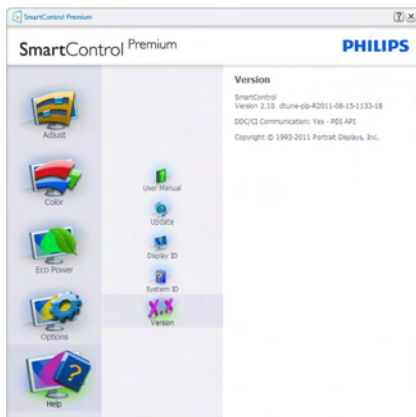 SmartControl Premium
SmartControl Premium
PHILIPS
Adjust
Color
Eco Power
Options
Help
User Manual
Update
Display ID
System ID
X.X
Version
Version
SmartControl
Version 2.10 dtune-plp-R2011-08-15-1133-18
DDC/CI Communication: Yes - PDI API
Copyright © 1993-2011 Portrait Displays, Inc.